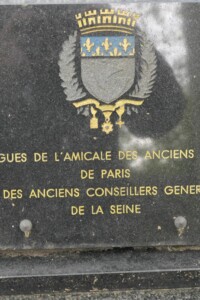 GUES DE L'AMICALE DES ANCIENS
DE PARIS
DES ANCIENS CONSEILLERS GENER
DE LA SEINE